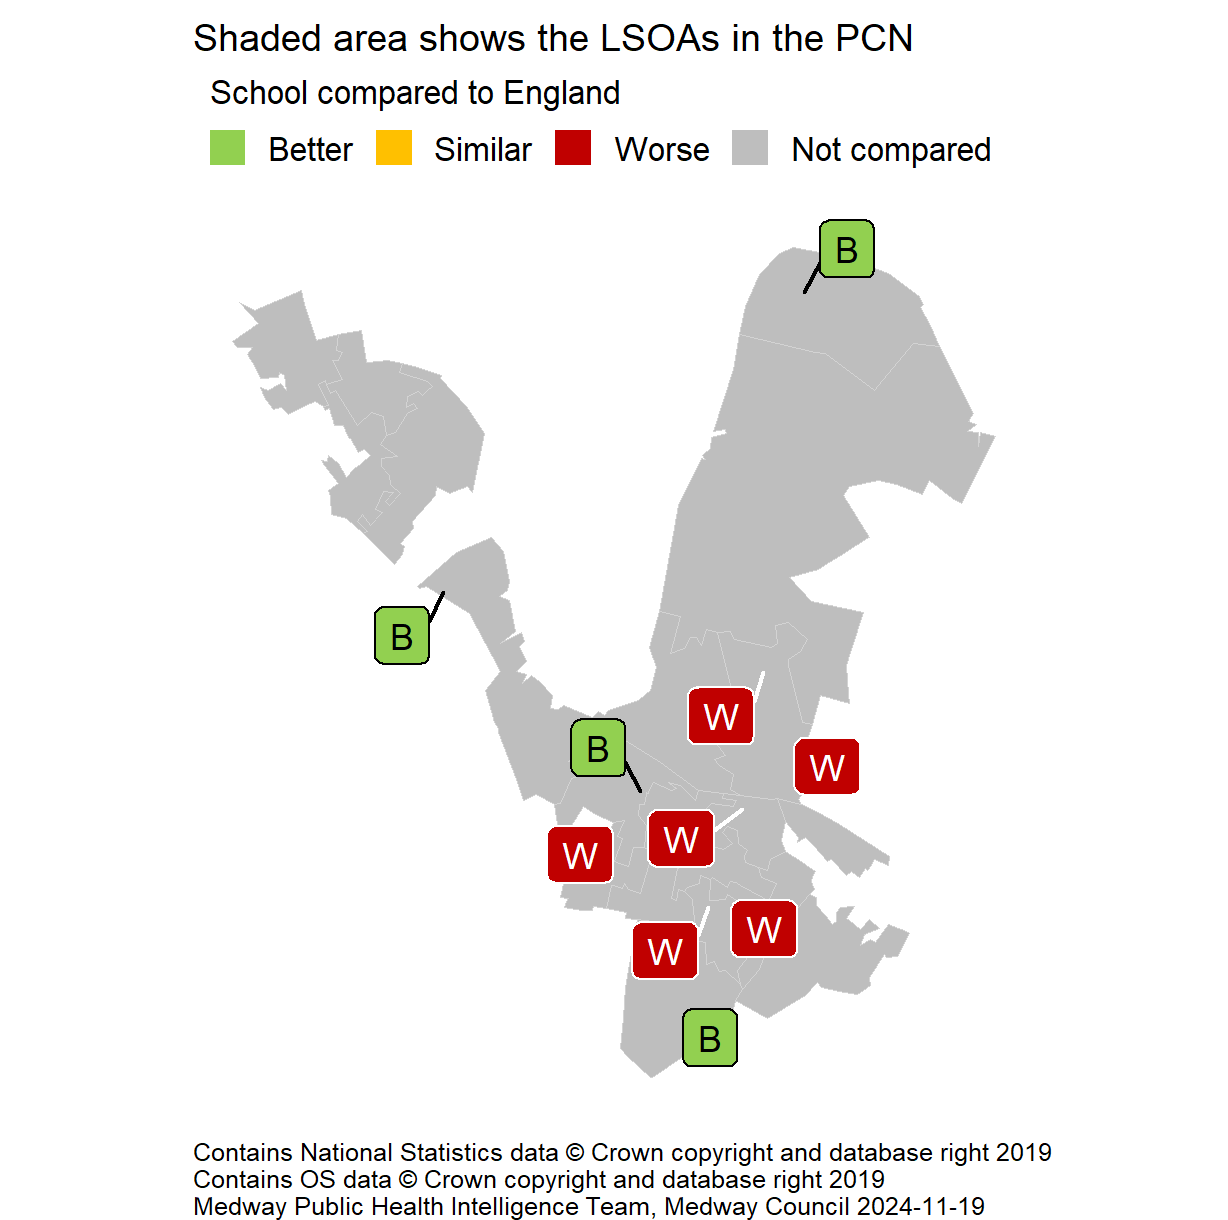 Shaded area shows the LSOAs in the PCN
School compared to England
Better Similar Worse Not compared
B
B
W
B
W
W
W
W
W
B
Contains National Statistics data © Crown copyright and database right 2019
Contains OS data © Crown copyright and database right 2019
Medway Public Health Intelligence Team, Medway Council 2024-11-19